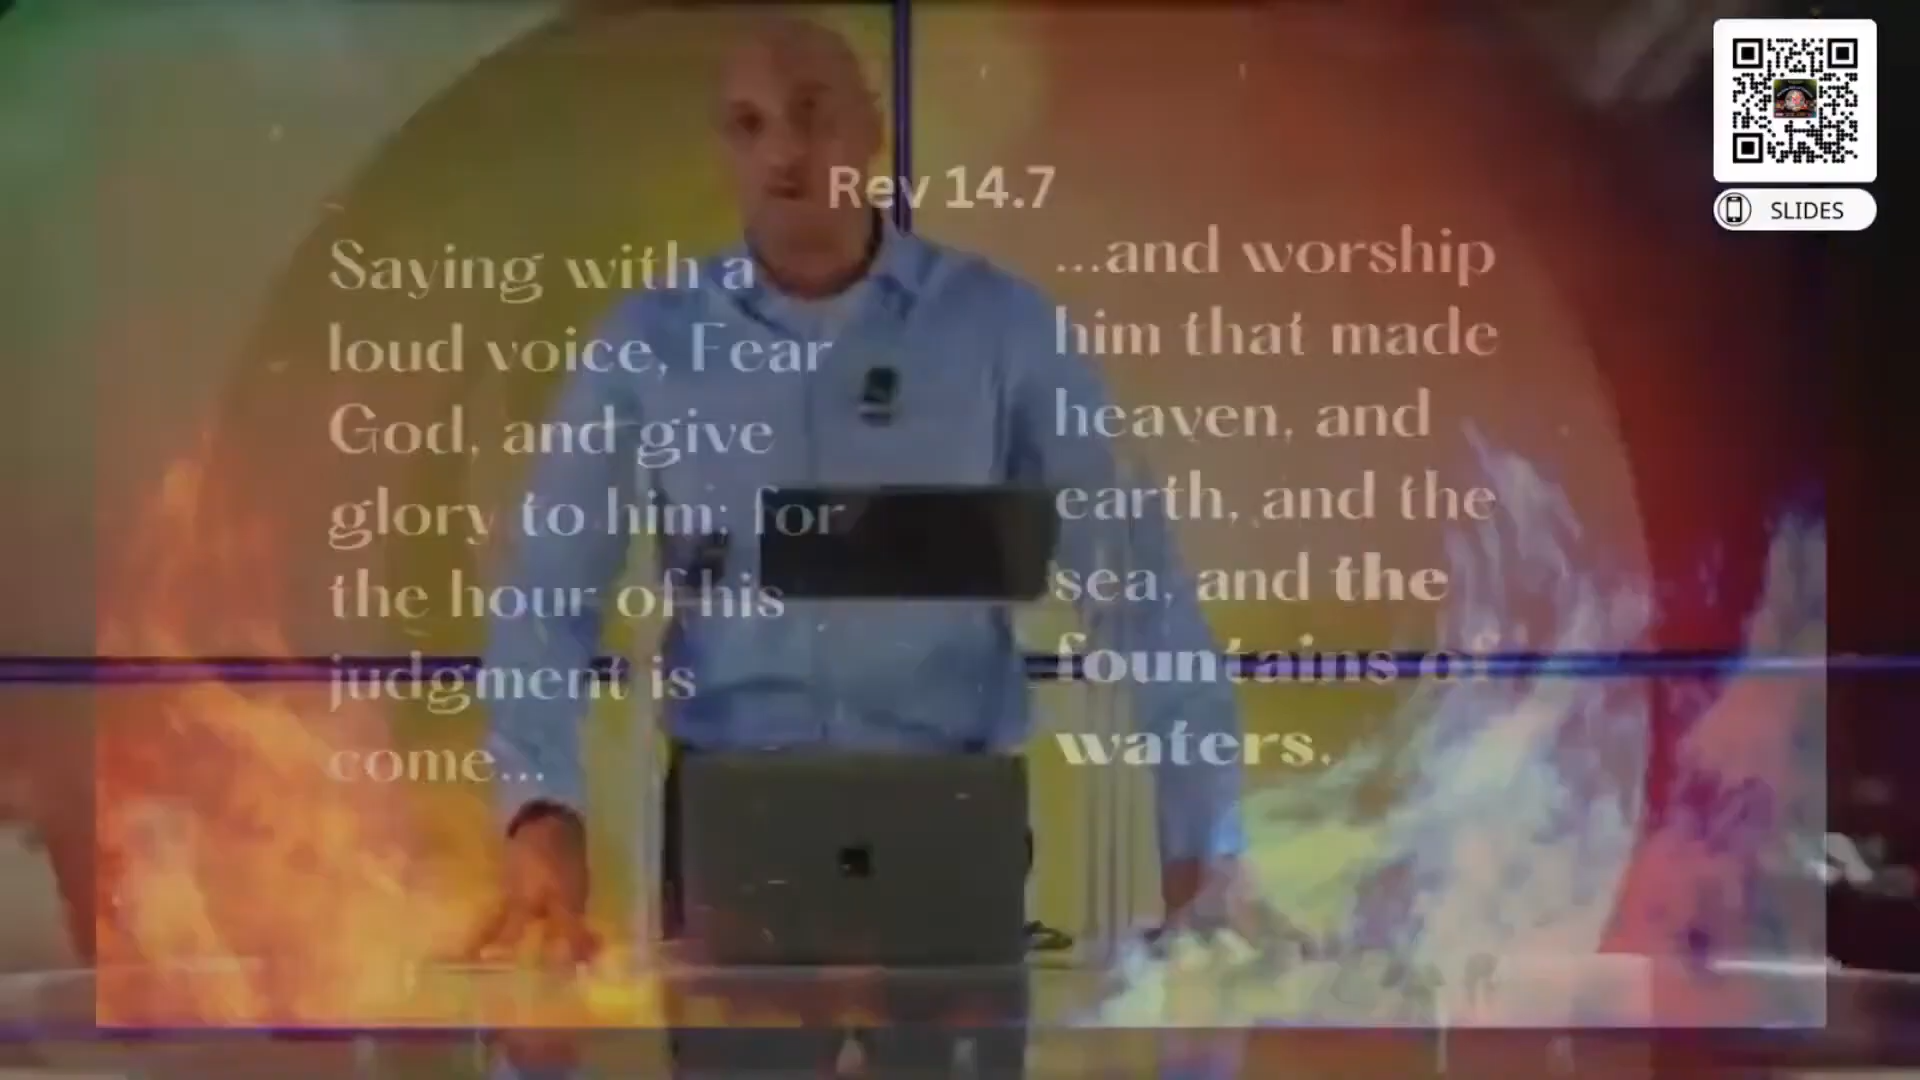 Rev 14.7
Saying with a
loud voice, Fear
God, and give
glory to him; for
the hour of his
judgment is
come...
...and worship
him that made
heaven, and
earth, and the
sea, and the
fountains of
waters.
SLIDES